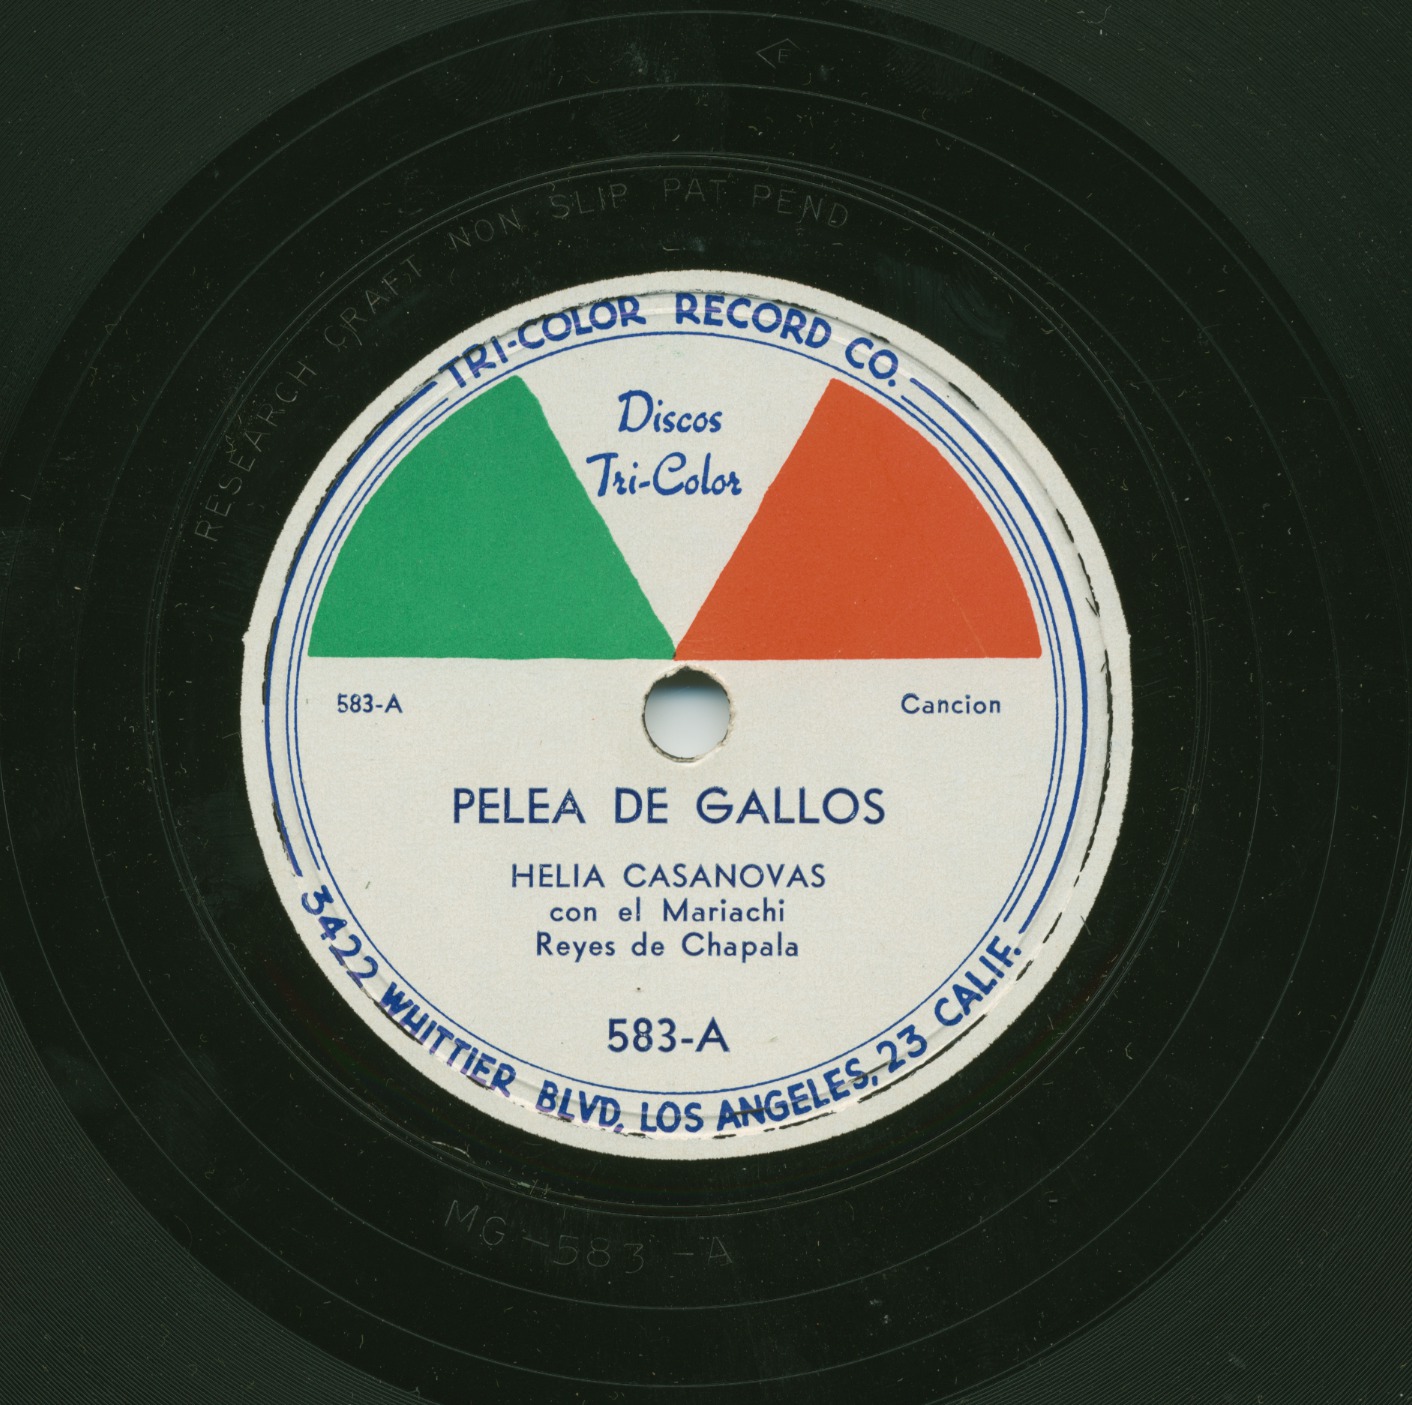 RESEARCH CRAFT NON SLIP PAT PEND
TRI-COLOR RECORD CO.
Discos
Tri-Color
583-A
Cancion
PELEA DE GALLOS
HELIA CASANOVAS
con el Mariachi
Reyes de Chapala
583-A
3422 WHITTIER BLVD. LOS ANGELES, 23 CALIF.
MG-583-A